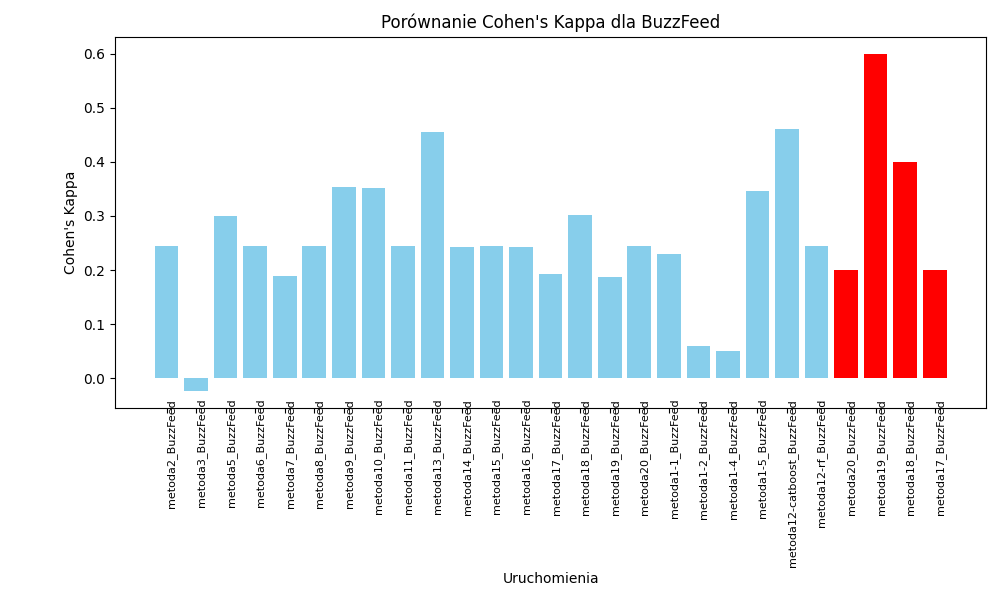 Porównanie Cohen's Kappa dla BuzzFeed
Cohen's Kappa
0.6
0.5
0.4
0.3
0.2
0.1
0.0
metoda2_BuzzFeed
metoda3_BuzzFeed
metoda5_BuzzFeed
metoda6_BuzzFeed
metoda7_BuzzFeed
metoda8_BuzzFeed
metoda9_BuzzFeed
metoda10_BuzzFeed
metoda11_BuzzFeed
metoda13_BuzzFeed
metoda14_BuzzFeed
metoda15_BuzzFeed
metoda16_BuzzFeed
metoda17_BuzzFeed
metoda18_BuzzFeed
metoda19_BuzzFeed
metoda20_BuzzFeed
metoda1-1_BuzzFeed
metoda1-2_BuzzFeed
metoda1-4_BuzzFeed
metoda1-5_BuzzFeed
metoda12-catboost_BuzzFeed
metoda12-rf_BuzzFeed
metoda20_BuzzFeed
metoda19_BuzzFeed
metoda18_BuzzFeed
metoda17_BuzzFeed
Uruchomienia